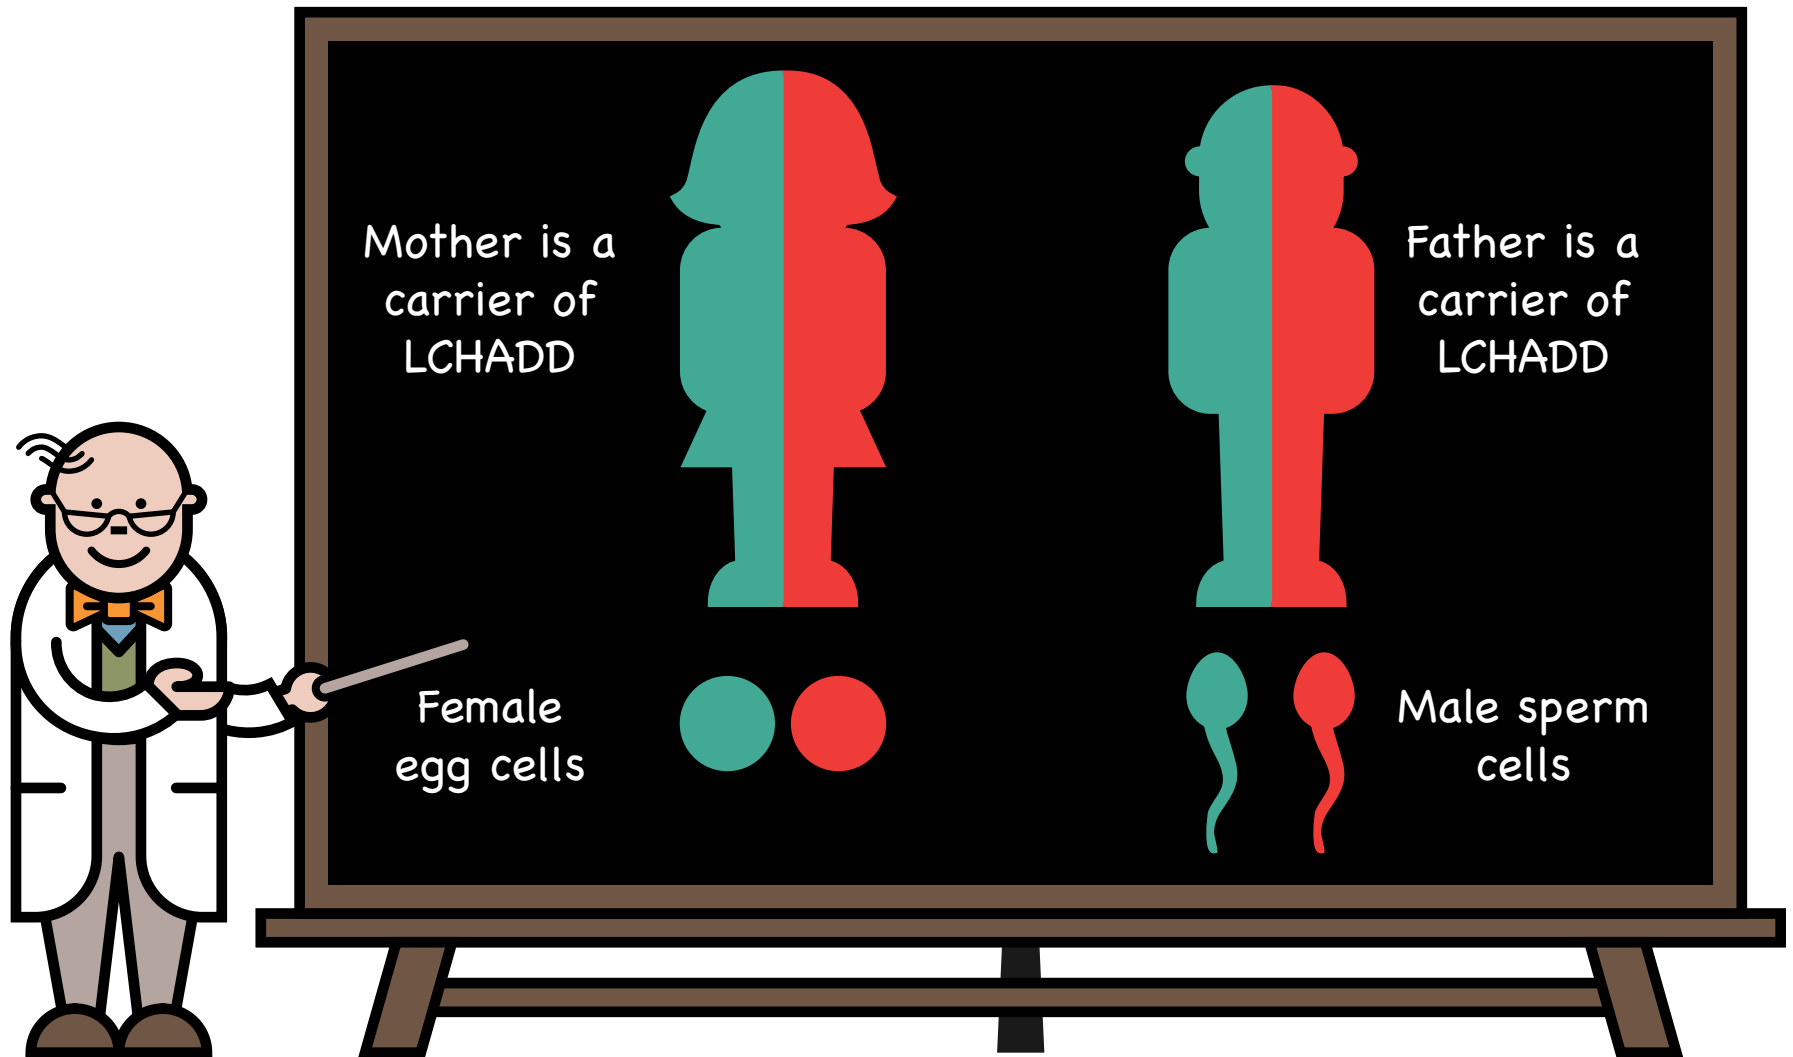 Mother is a
carrier of
LCHADD
Father is a
carrier of
LCHADD
Female
egg cells
Male sperm
cells